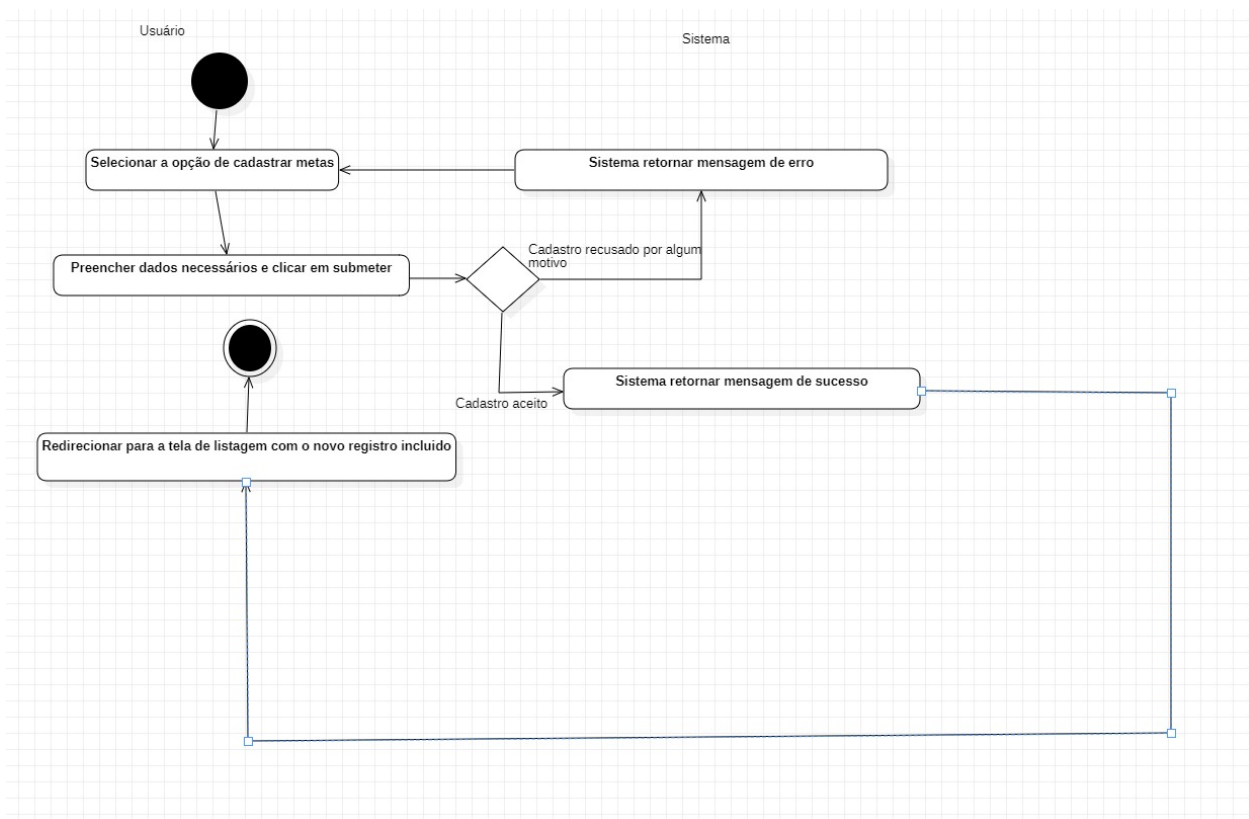 Usuário
Sistema
Selecionar a opção de cadastrar metas
Sistema retornar mensagem de erro
Cadastro recusado por algum
motivo
Preencher dados necessários e clicar em submeter
Sistema retornar mensagem de sucesso
Cadastro aceito
Redirecionar para a tela de listagem com o novo registro incluido